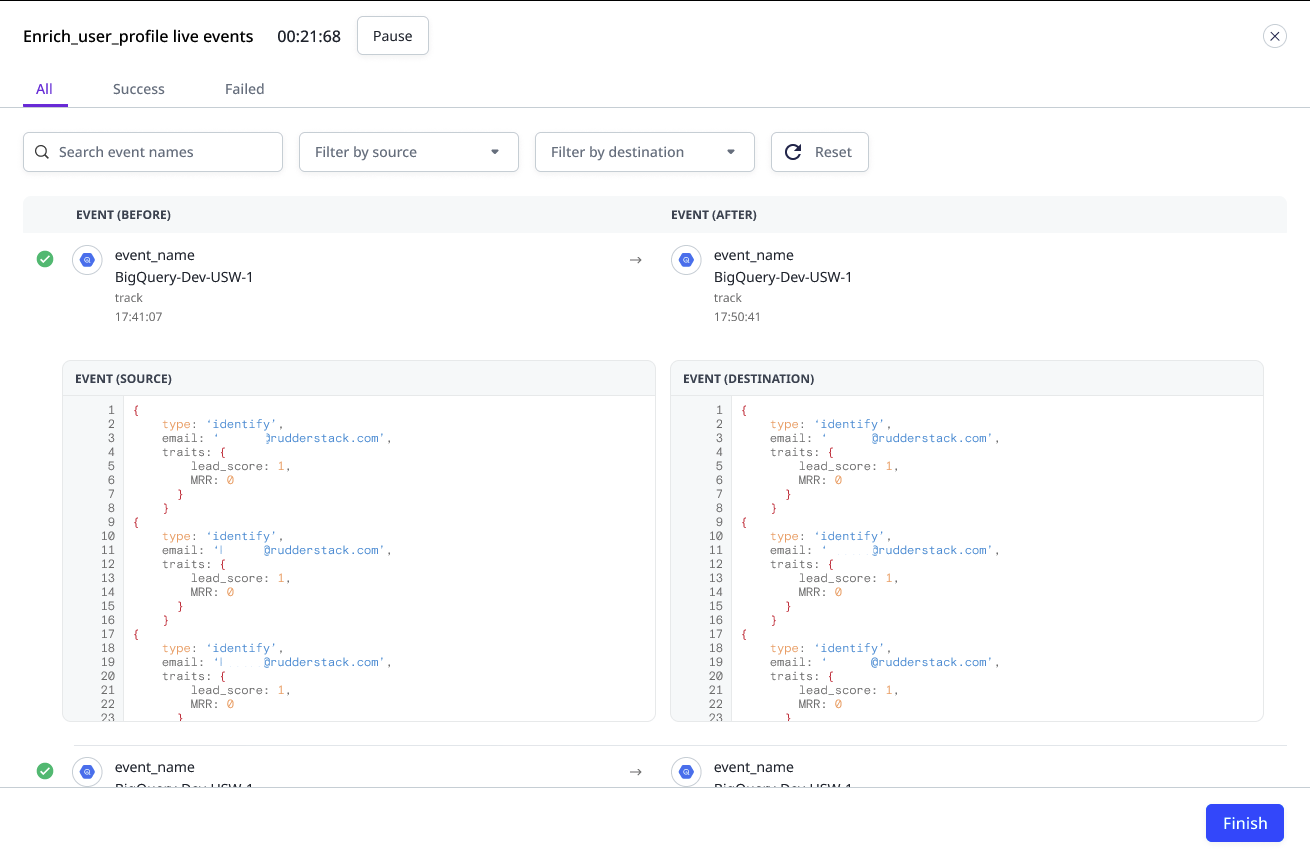 Enrich_user_profile live events 00:21:68 Pause
All Success Failed
Search event names Filter by source Filter by destination Reset
EVENT (BEFORE) EVENT (AFTER)
event_name → event_name
BigQuery-Dev-USW-1 BigQuery-Dev-USW-1
track track
17:41:07 17:50:41
EVENT (SOURCE)
1 {
2 type: ‘identify’,
3 email: ‘ @rudderstack.com’,
4 traits: {
5 lead_score: 1,
6 MRR: 0
7 }
8 }
9 {
10 type: ‘identify’,
11 email: ‘ @rudderstack.com’,
12 traits: {
13 lead_score: 1,
14 MRR: 0
15 }
16 }
17 {
18 type: ‘identify’,
19 email: ‘ @rudderstack.com’,
20 traits: {
21 lead_score: 1,
22 MRR: 0
23 }
EVENT (DESTINATION)
1 {
2 type: ‘identify’,
3 email: ‘ @rudderstack.com’,
4 traits: {
5 lead_score: 1,
6 MRR: 0
7 }
8 }
9 {
10 type: ‘identify’,
11 email: ‘ @rudderstack.com’,
12 traits: {
13 lead_score: 1,
14 MRR: 0
15 }
16 }
17 {
18 type: ‘identify’,
19 email: ‘ @rudderstack.com’,
20 traits: {
21 lead_score: 1,
22 MRR: 0
23 }
event_name → event_name
BigQuery-Dev-USW-1 BigQuery-Dev-USW-1
Finish